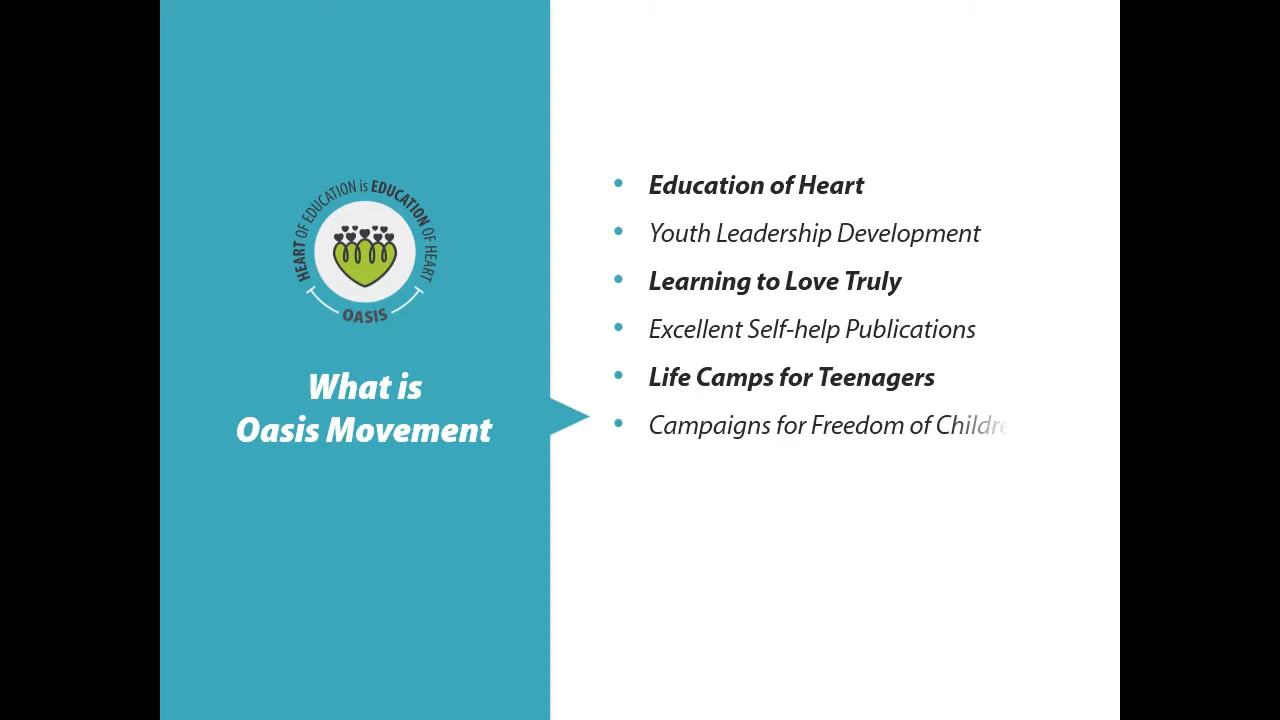 HEART OF EDUCATION is EDUCATION OF HEART
OASIS
What is
Oasis Movement
• Education of Heart
• Youth Leadership Development
• Learning to Love Truly
• Excellent Self-help Publications
• Life Camps for Teenagers
• Campaigns for Freedom of Childre